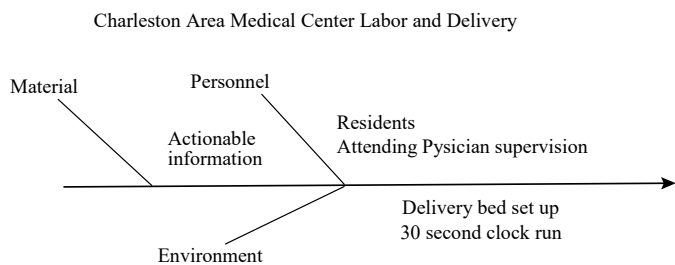 Charleston Area Medical Center Labor and Delivery
Material
Personnel
Actionable
information
Residents
Attending Pysician supervision
Delivery bed set up
30 second clock run
Environment